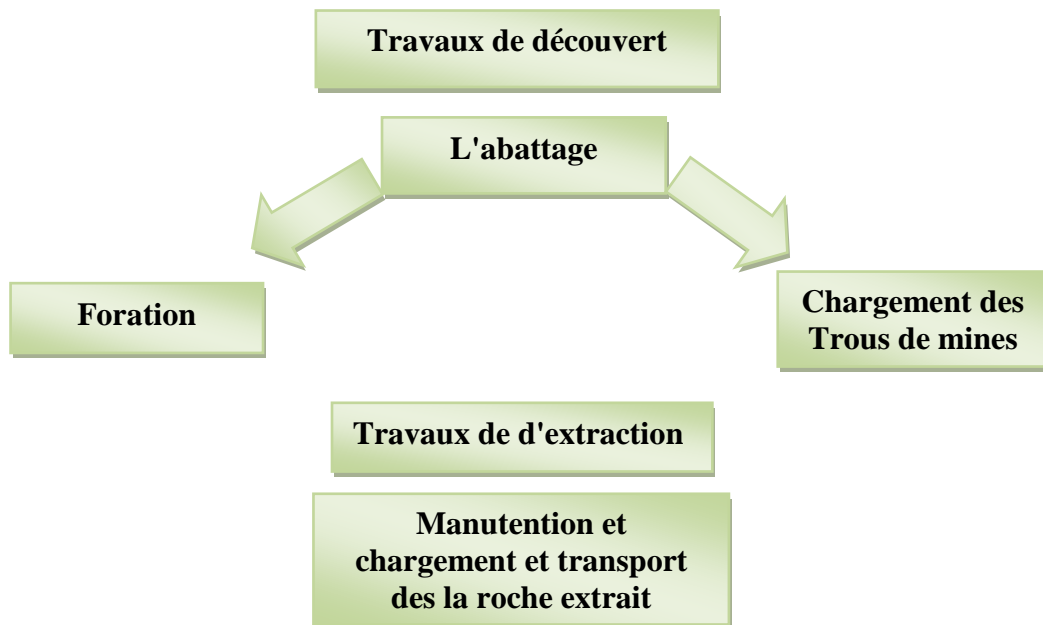 Travaux de découvert
L'abattage
Foration
Chargement des
Trous de mines
Travaux de d'extraction
Manutention et
chargement et transport
des la roche extrait